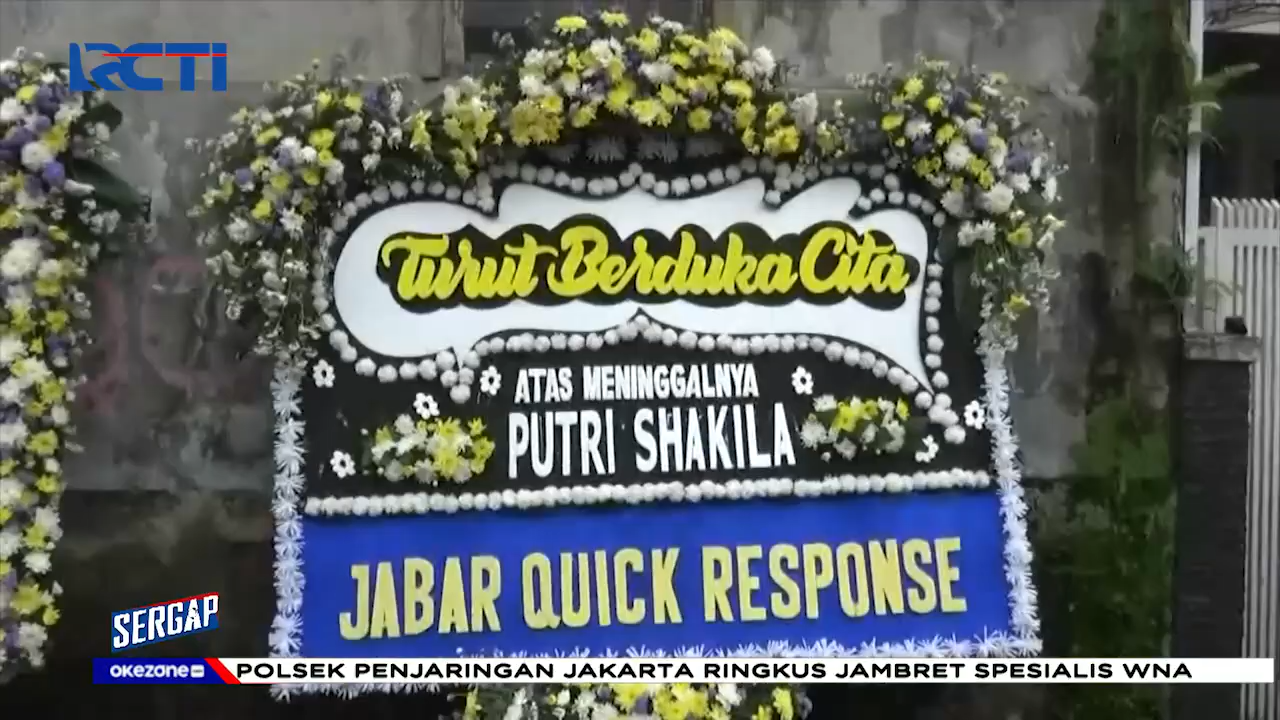 RCTI
Turut Berduka Cita
ATAS MENINGGALNYA
PUTRI SHAKILA
JABAR QUICK RESPONSE
SERGAP
okezone
POLSEK PENJARINGAN JAKARTA RINGKUS JAMBRET SPESIALIS WNA